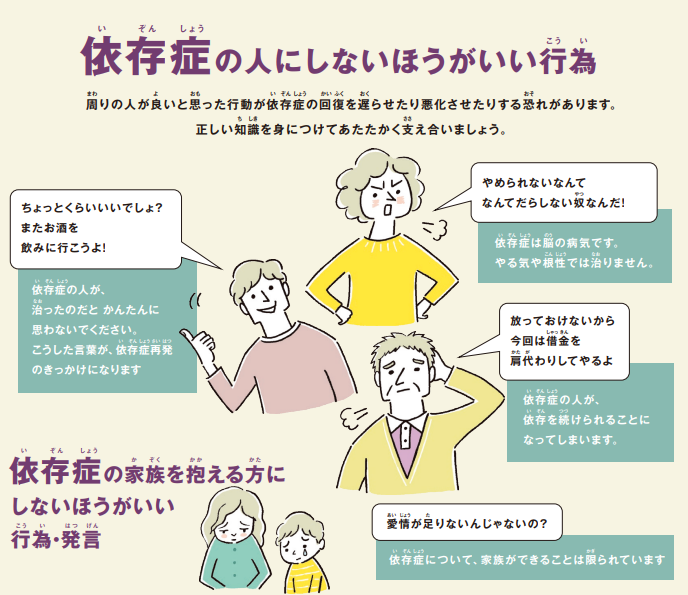 依存症の人にしないほうがいい行為
周りの人が良いと思った行動が依存症の回復を遅らせたり悪化させたりする恐れがあります。
正しい知識を身につけてあたたかく支え合いましょう。
ちょっとくらいいいでしょ?
またお酒を
飲みに行こうよ!
依存症の人が、
治ったのだと かんたんに
思わないでください。
こうした言葉が、依存症再発
のきっかけになります
やめられないなんて
なんてだらしない奴なんだ!
依存症は脳の病気です。
やる気や根性では治りません。
放っておけないから
今回は借金を
肩代わりしてやるよ
依存症の人が、
依存を続けられることに
なってしまいます。
依存症の家族を抱える方に
しないほうがいい
行為・発言
愛情が足りないんじゃないの?
依存症について、家族ができることは限られています